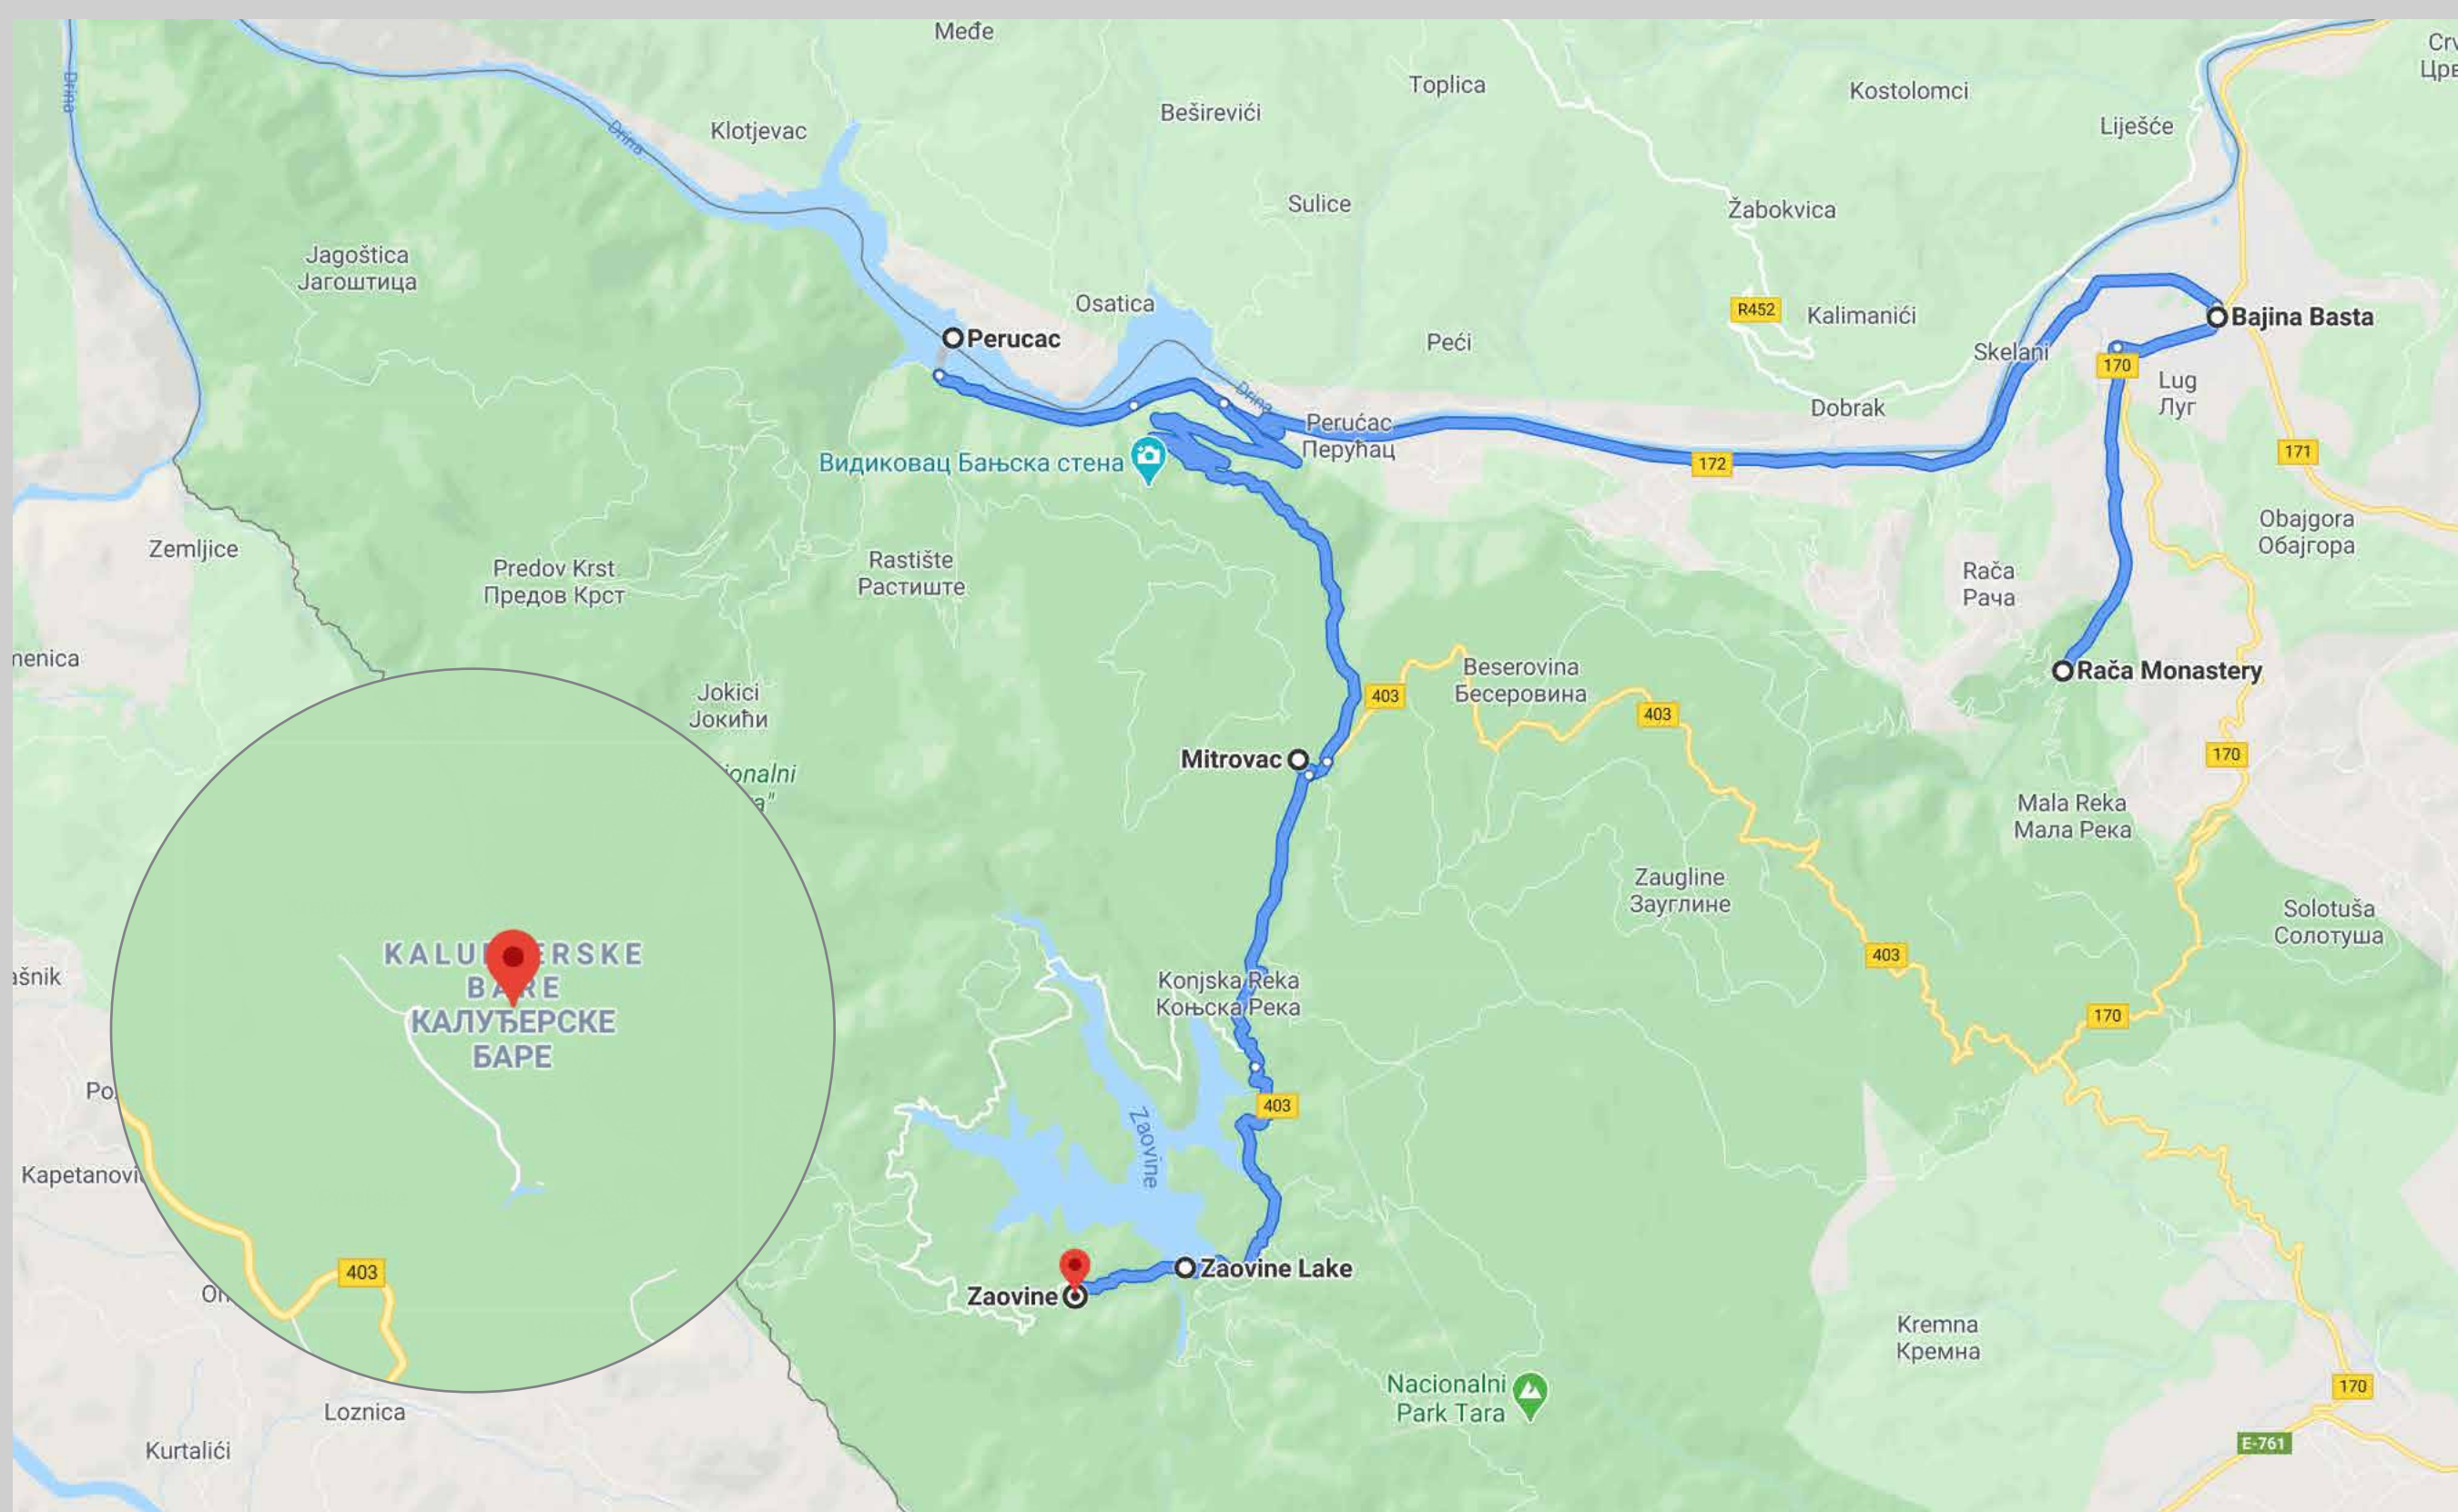 Međe
Crv
Црв
Toplica
Kostolomci
Beširevići
Liješće
Klotjevac
Drina
Drina
Sulice
Žabokvica
Jagoštica
Јагоштица
Osatica
R452
Kalimanići
Bajina Basta
Perucac
Peći
Skelani
170
Lug
Луг
Drina
Dobrak
Perućac
Перућац
Видиковац Бањска стена
172
171
Obajgora
Обајгора
Zemljice
Rastište
Растиште
Predov Krst
Предов Крст
Rača
Рача
menica
Beserovina
Бесеровина
Rača Monastery
Jokici
Јокићи
403
403
Mitrovac
170
ionalni
a"
Mala Reka
Мала Река
Zaugline
Зауглине
Solotuša
Солотуша
KALUĐERSKE
BARE
КАЛУЂЕРСКЕ
БАРЕ
403
ašnik
Konjska Reka
Коњска Река
170
403
Zaovine
Kapetanovi
403
Zaovine Lake
Zaovine
Kremna
Кремна
Nacionalni
Park Tara
170
Loznica
Kurtalići
E-761